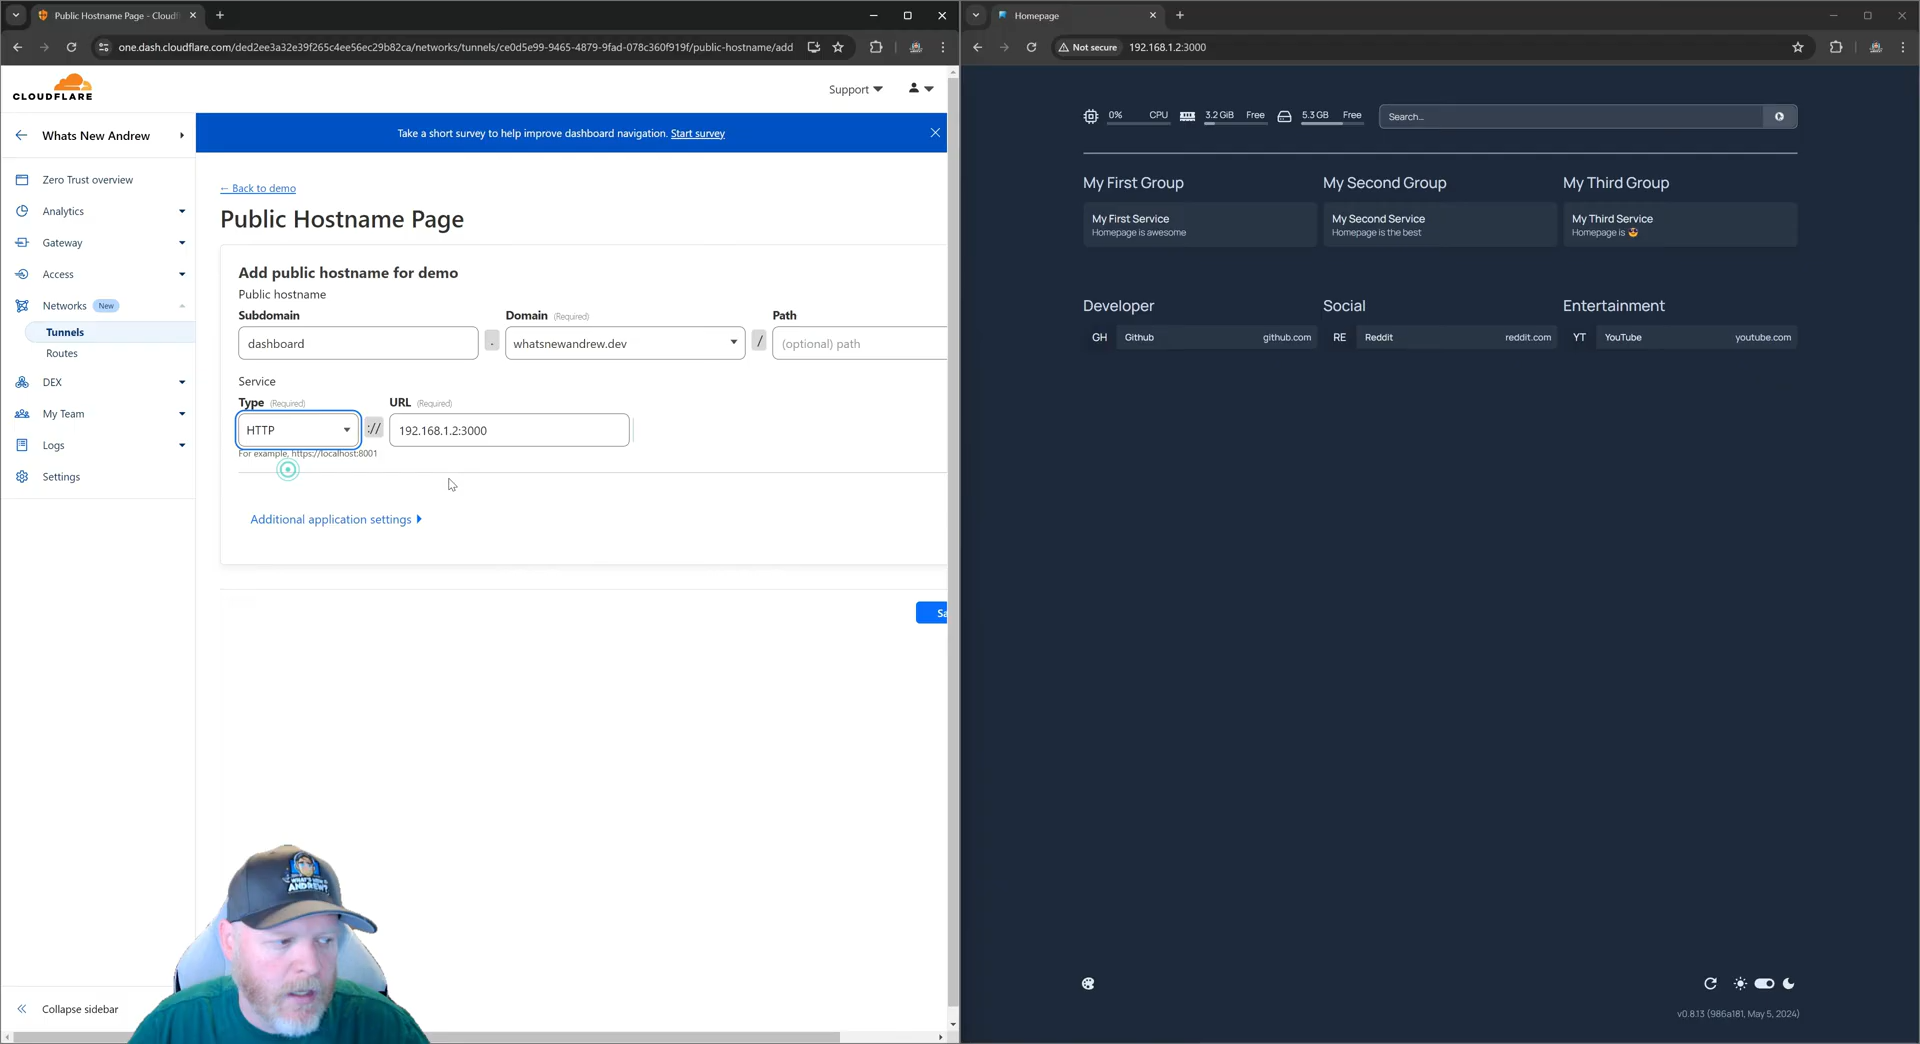 Public Hostname Page - Cloudf
one.dash.cloudflare.com/ded2ee3a32e39f265c4ee56ec29b82ca/networks/tunnels/ce0d5e99-9465-4879-9fad-078c360f919f/public-hostname/add
CLOUDFLARE
Support
Whats New Andrew
Take a short survey to help improve dashboard navigation. Start survey
Zero Trust overview
Analytics
Gateway
Access
Networks New
Tunnels
Routes
DEX
My Team
Logs
Settings
Collapse sidebar
← Back to demo
Public Hostname Page
Add public hostname for demo
Public hostname
Subdomain
Domain (Required)
Path
dashboard
.
whatsnewandrew.dev
/
(optional) path
Service
Type (Required)
URL (Required)
HTTP
://
192.168.1.2:3000
For example, https://localhost:8001
Additional application settings
Sa
WHAT'S NEW
ANDREW?
Homepage
Not secure
192.168.1.2:3000
0% CPU
3.2 GiB Free
5.3 GB Free
Search...
My First Group
My Second Group
My Third Group
My First Service
Homepage is awesome
My Second Service
Homepage is the best
My Third Service
Homepage is 😎
Developer
Social
Entertainment
GH Github github.com
RE Reddit reddit.com
YT YouTube youtube.com
v0.8.13 (986a181, May 5, 2024)